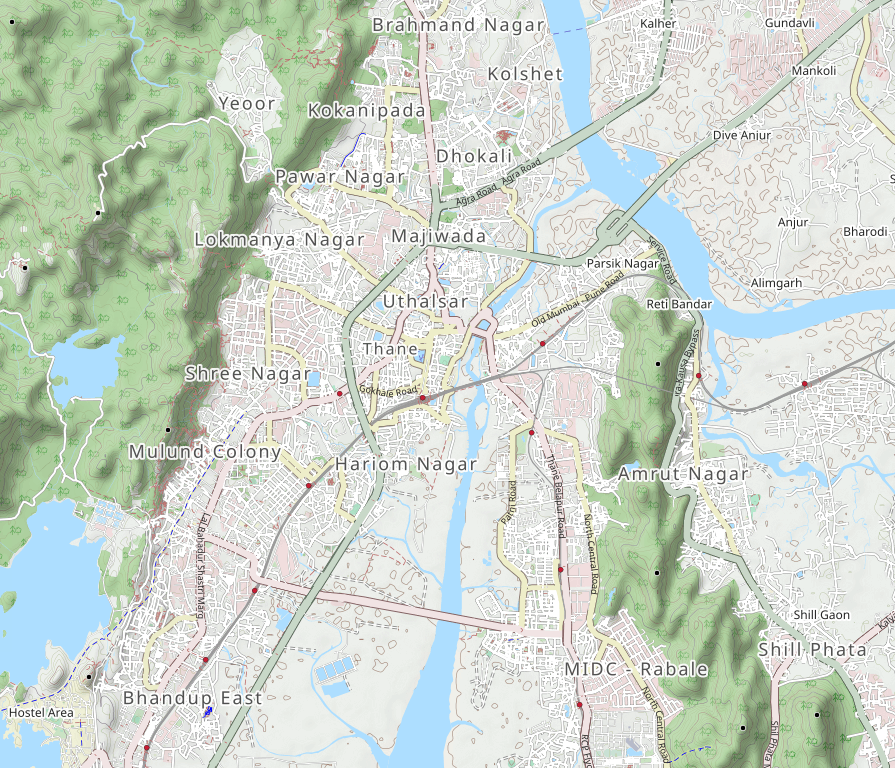 Brahmand Nagar
Kalher
Gundavli
Kolshet
Mankoli
Yeoor
Kokanipada
Dive Anjur
Dhokali
Agra Road
Agra Road
Pawar Nagar
Anjur
Bharodi
Lokmanya Nagar
Majiwada
Service Road
Parsik Nagar
Alimgarh
Uthalsar
Old Mumbai - Pune Road
Reti Bandar
Thane
Shree Nagar
Gokhale Road
Mulund Colony
Hariom Nagar
Amrut Nagar
Thane Belapur Road
North Central Road
Lal Bahadur Shastri Marg
Shill Gaon
Shill Phata
MIDC - Rabale
Bhandup East
North Central Road
Hostel Area